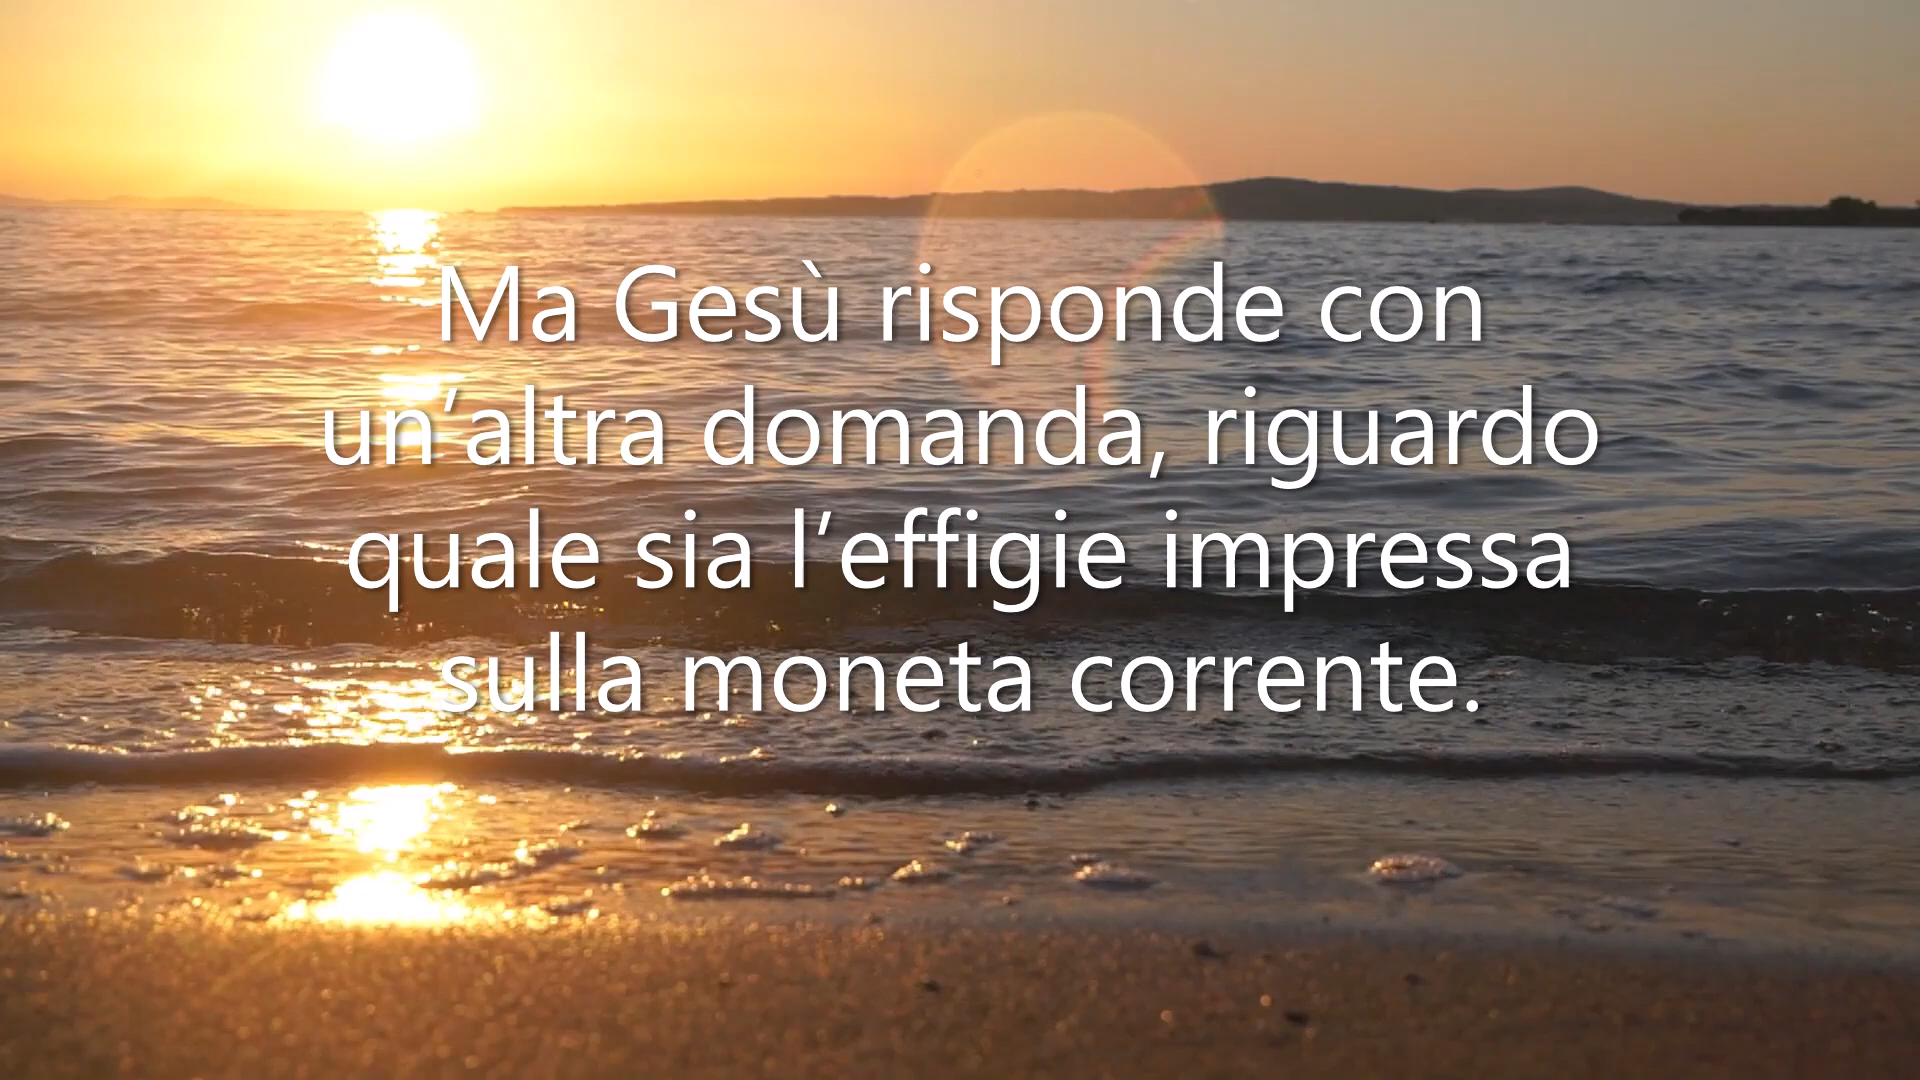 Ma Gesù risponde con
un’altra domanda, riguardo
quale sia l’effigie impressa
sulla moneta corrente.